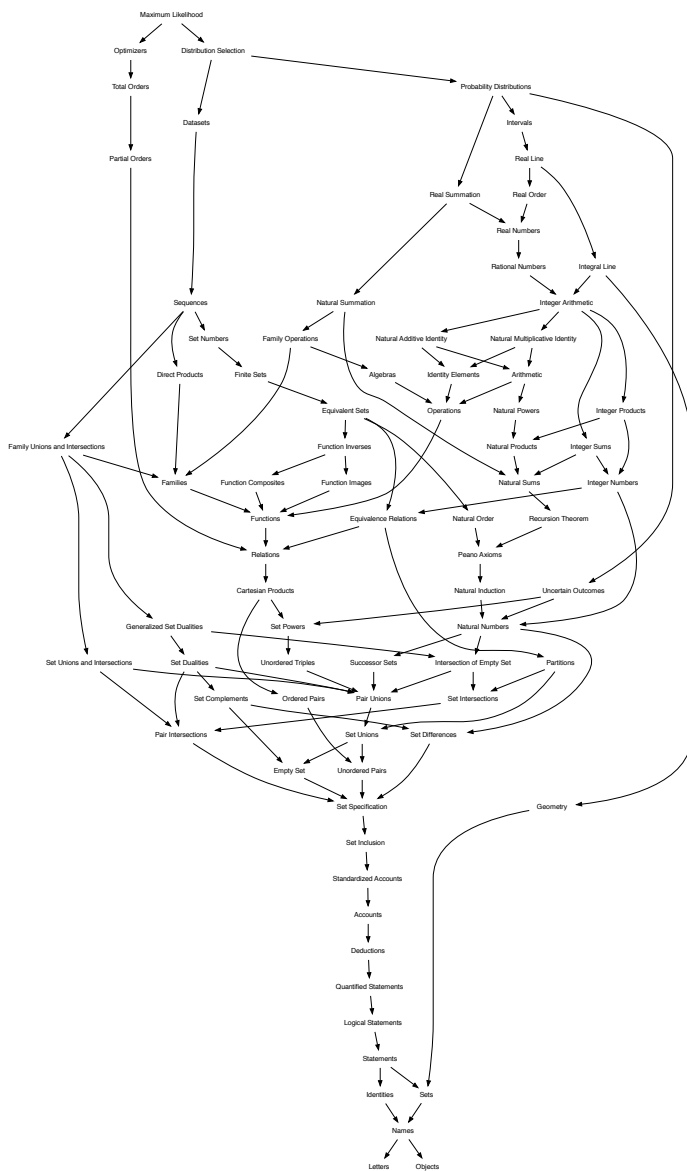 Maximum Likelihood
Optimizers
Distribution Selection
Total Orders
Probability Distributions
Datasets
Intervals
Partial Orders
Real Line
Real Summation
Real Order
Real Numbers
Rational Numbers
Integral Line
Sequences
Natural Summation
Integer Arithmetic
Set Numbers
Family Operations
Natural Additive Identity
Natural Multiplicative Identity
Direct Products
Finite Sets
Algebras
Identity Elements
Arithmetic
Equivalent Sets
Operations
Natural Powers
Integer Products
Family Unions and Intersections
Function Inverses
Natural Products
Integer Sums
Families
Function Composites
Function Images
Natural Sums
Integer Numbers
Functions
Equivalence Relations
Natural Order
Recursion Theorem
Relations
Peano Axioms
Cartesian Products
Natural Induction
Uncertain Outcomes
Generalized Set Dualities
Set Powers
Natural Numbers
Set Unions and Intersections
Set Dualities
Unordered Triples
Successor Sets
Intersection of Empty Set
Partitions
Set Complements
Ordered Pairs
Pair Unions
Set Intersections
Pair Intersections
Set Unions
Set Differences
Empty Set
Unordered Pairs
Set Specification
Geometry
Set Inclusion
Standardized Accounts
Accounts
Deductions
Quantified Statements
Logical Statements
Statements
Identities
Sets
Names
Letters
Objects